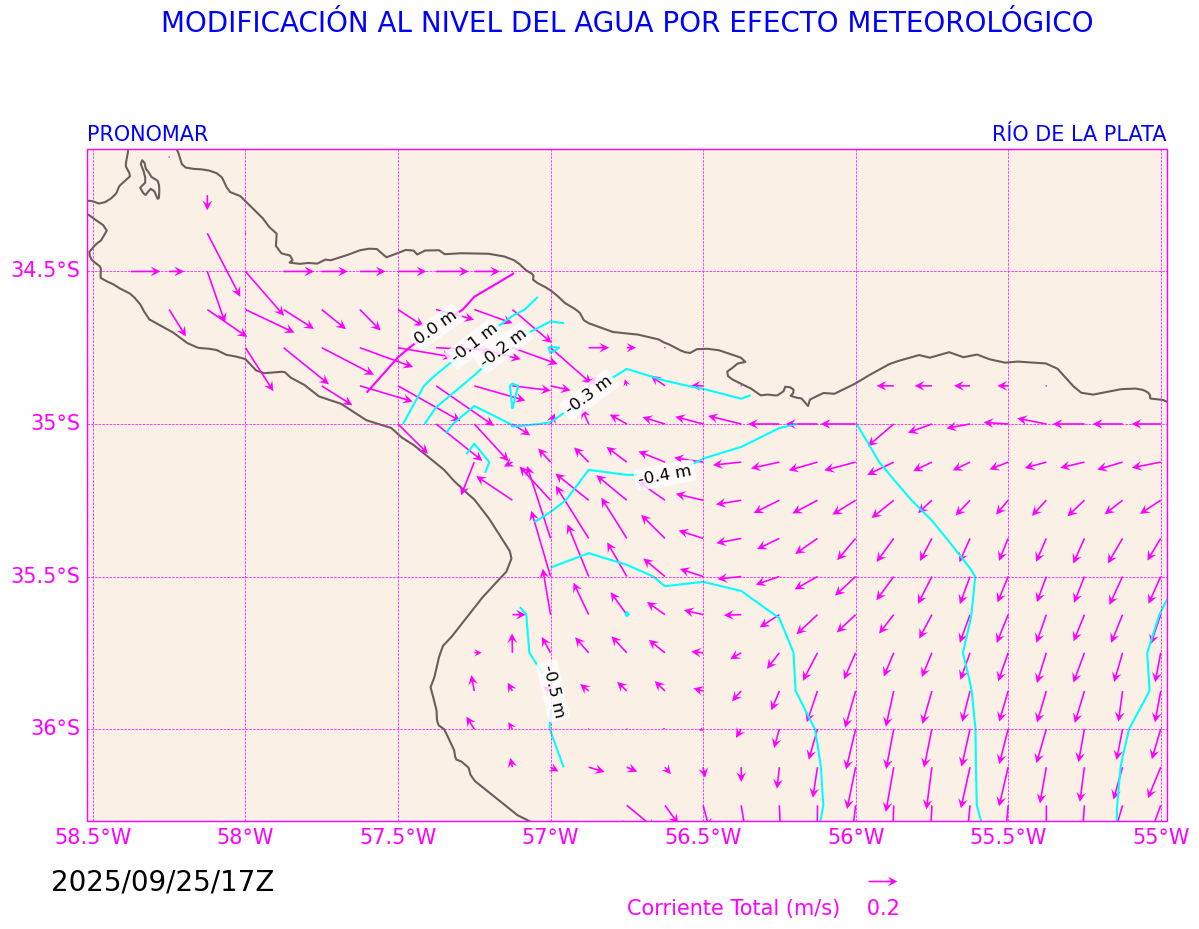 MODIFICACIÓN AL NIVEL DEL AGUA POR EFECTO METEOROLÓGICO
PRONOMAR
RÍO DE LA PLATA
34.5°S
0.0 m
-0.1 m
-0.2 m
-0.3 m
35°S
-0.4 m
35.5°S
-0.5 m
36°S
58.5°W 58°W 57.5°W 57°W 56.5°W 56°W 55.5°W 55°W
2025/09/25/17Z
Corriente Total (m/s) 0.2